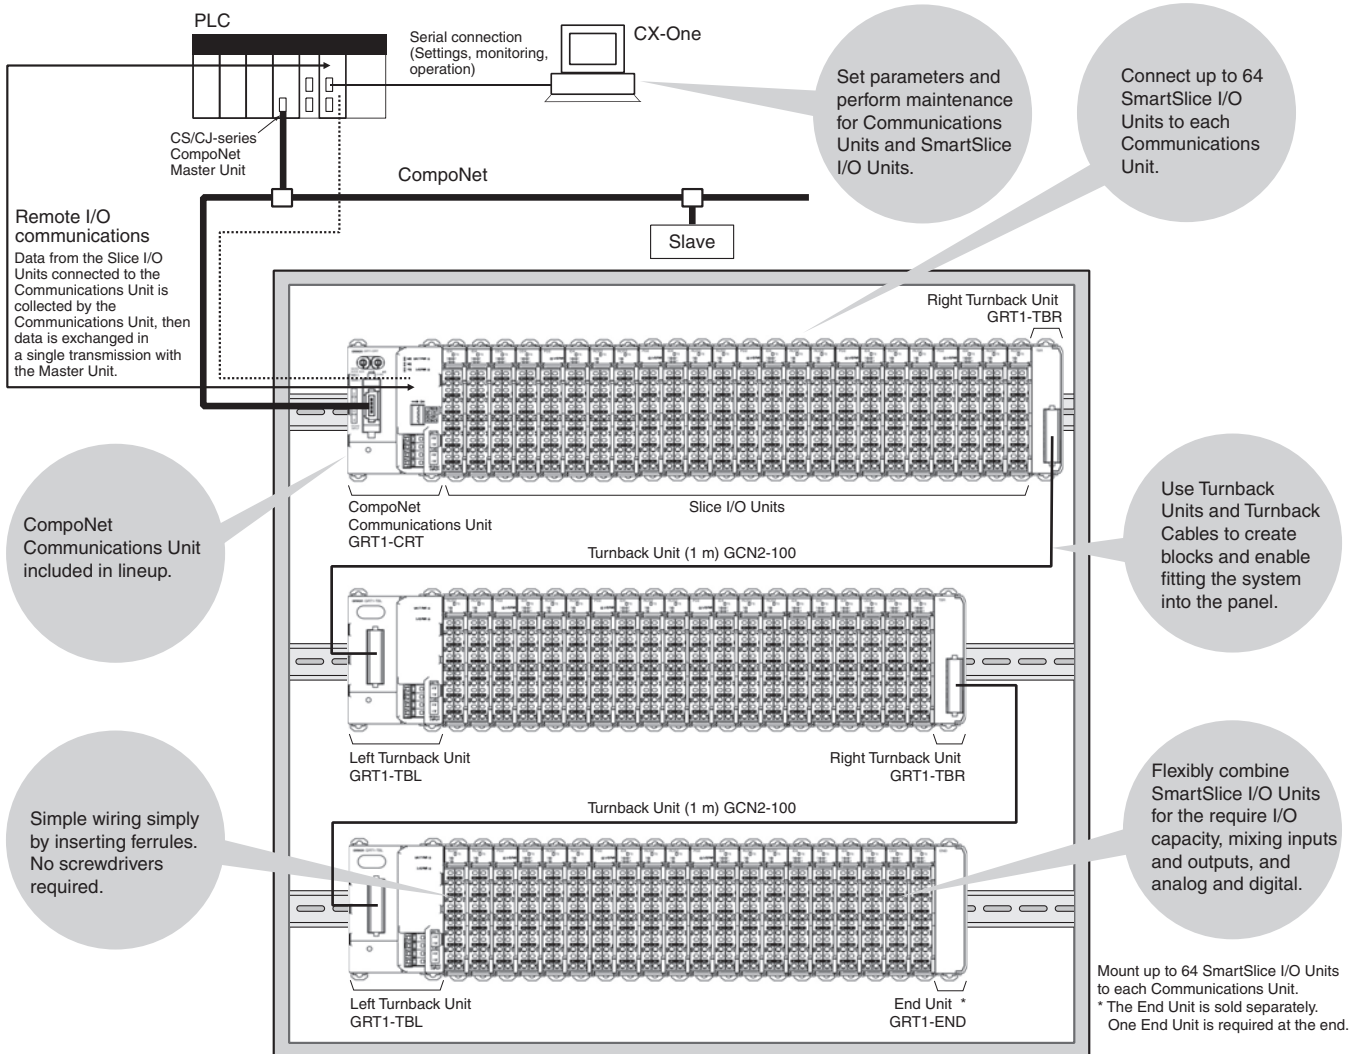 PLC
Serial connection
(Settings, monitoring,
operation)
CX-One
CS/CJ-series
CompoNet
Master Unit
CompoNet
Slave
Set parameters and
perform maintenance
for Communications
Units and SmartSlice
I/O Units.
Connect up to 64
SmartSlice I/O
Units to each
Communications
Unit.
Remote I/O
communications
Data from the Slice I/O
Units connected to the
Communications Unit is
collected by the
Communications Unit, then
data is exchanged in
a single transmission with
the Master Unit.
Right Turnback Unit
GRT1-TBR
CompoNet
Communications Unit
GRT1-CRT
Slice I/O Units
CompoNet
Communications Unit
included in lineup.
Turnback Unit (1 m) GCN2-100
Use Turnback
Units and Turnback
Cables to create
blocks and enable
fitting the system
into the panel.
Left Turnback Unit
GRT1-TBL
Right Turnback Unit
GRT1-TBR
Turnback Unit (1 m) GCN2-100
Simple wiring simply
by inserting ferrules.
No screwdrivers
required.
Flexibly combine
SmartSlice I/O Units
for the require I/O
capacity, mixing inputs
and outputs, and
analog and digital.
Left Turnback Unit
GRT1-TBL
End Unit *
GRT1-END
Mount up to 64 SmartSlice I/O Units
to each Communications Unit.
* The End Unit is sold separately.
One End Unit is required at the end.